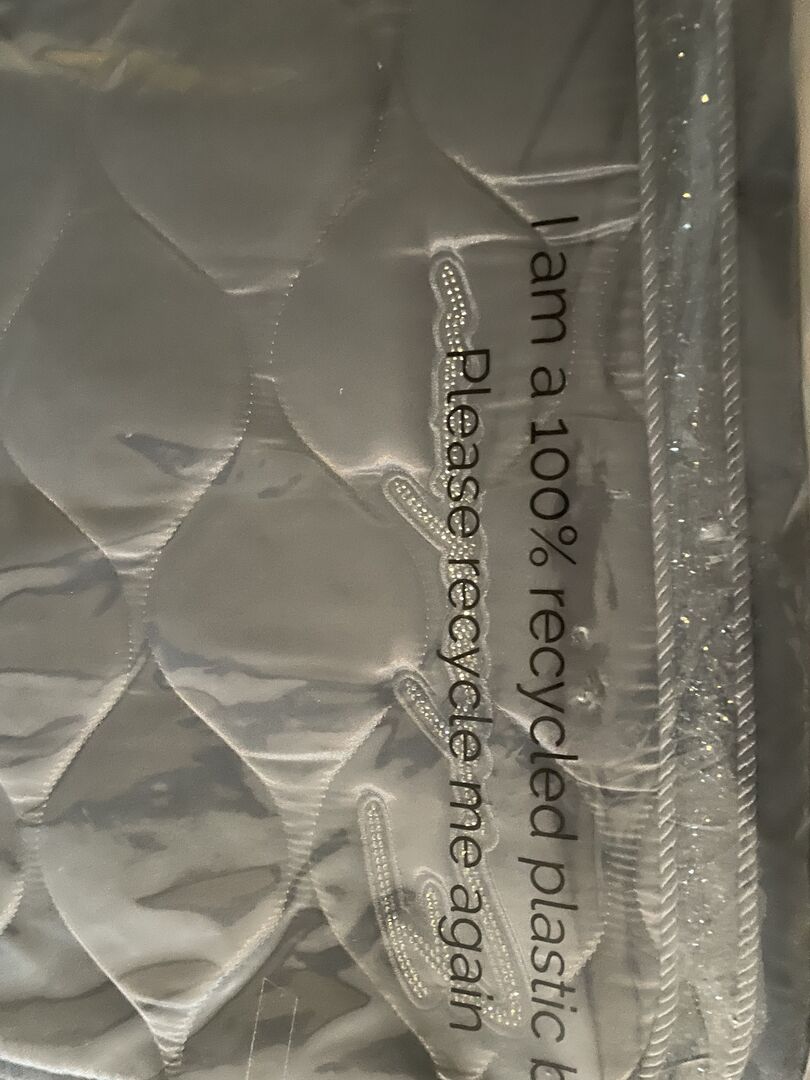 I am a 100% recycled plastic b
Please recycle me again